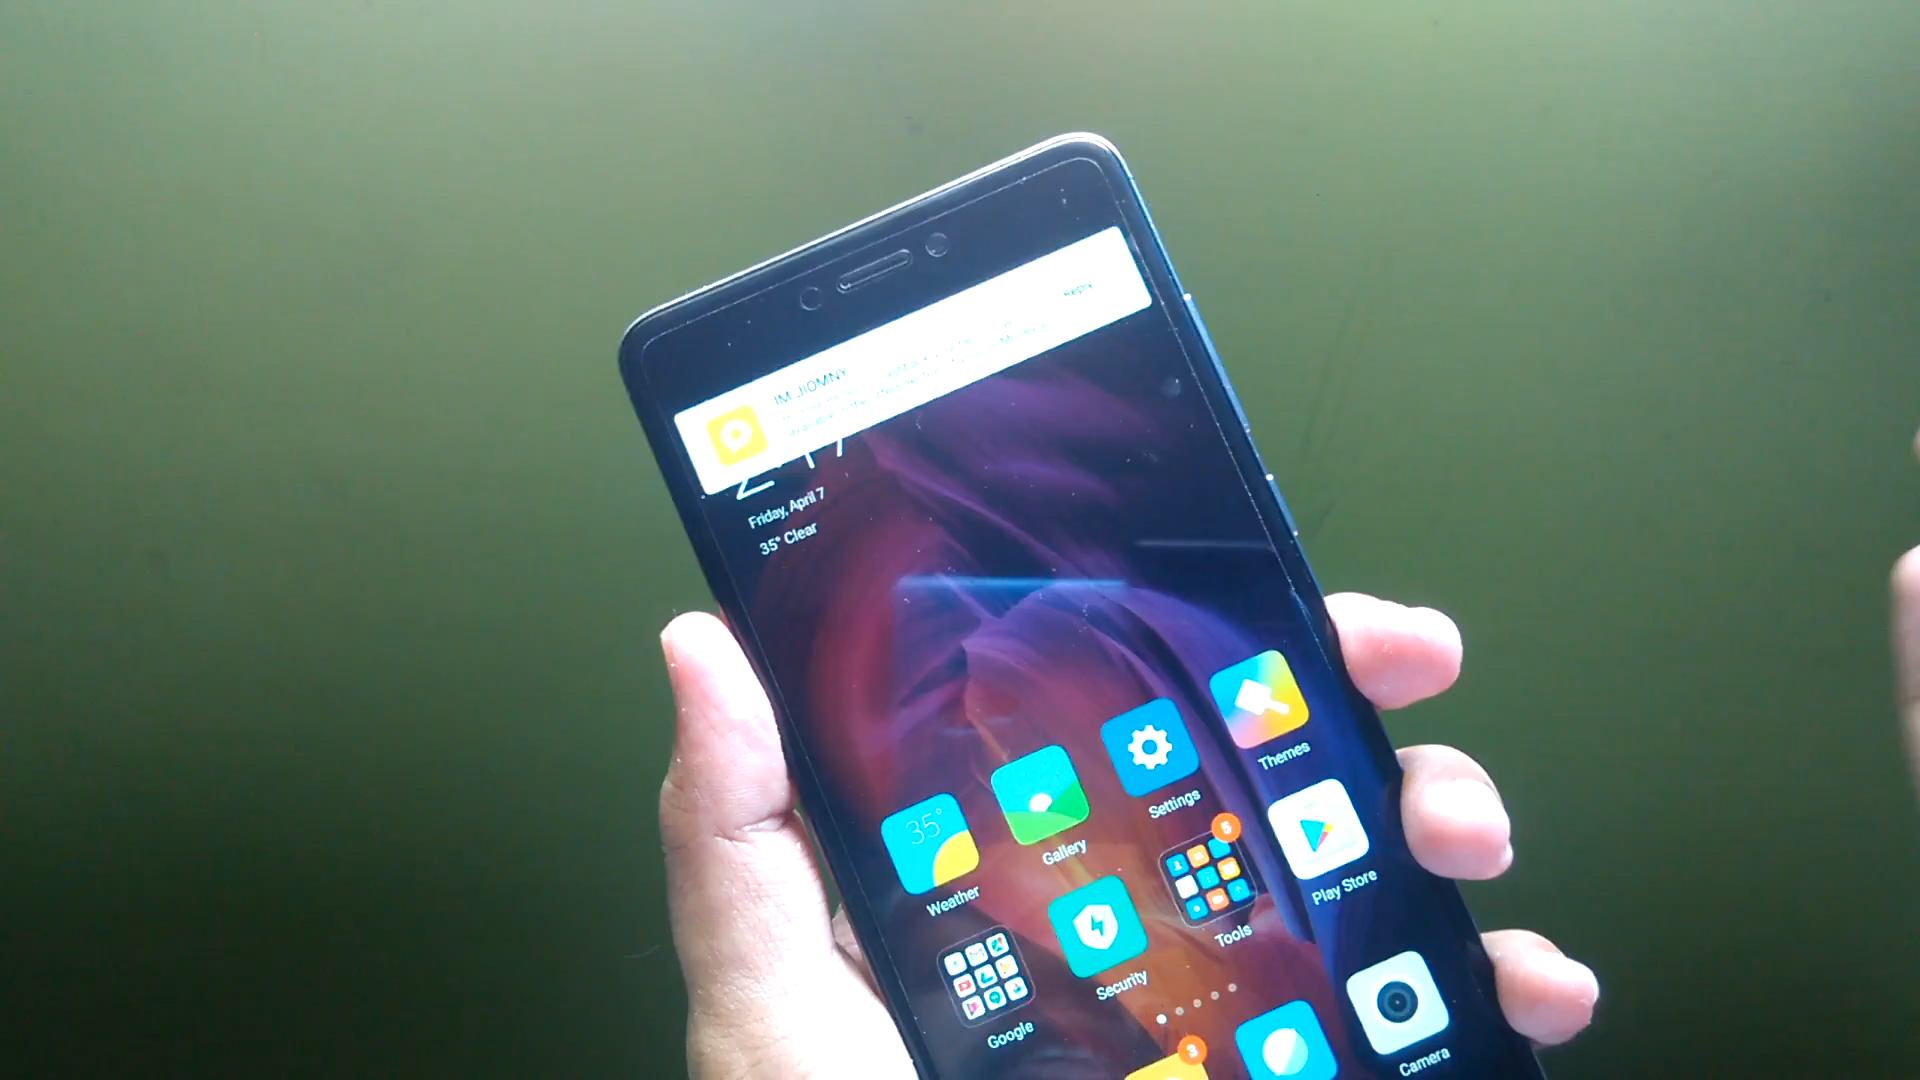 Reply
IM JIOMNY
Friday, April 7
35° Clear
Themes
Settings
Gallery
35°
Weather
Play Store
5
Tools
Security
Google
Camera
3